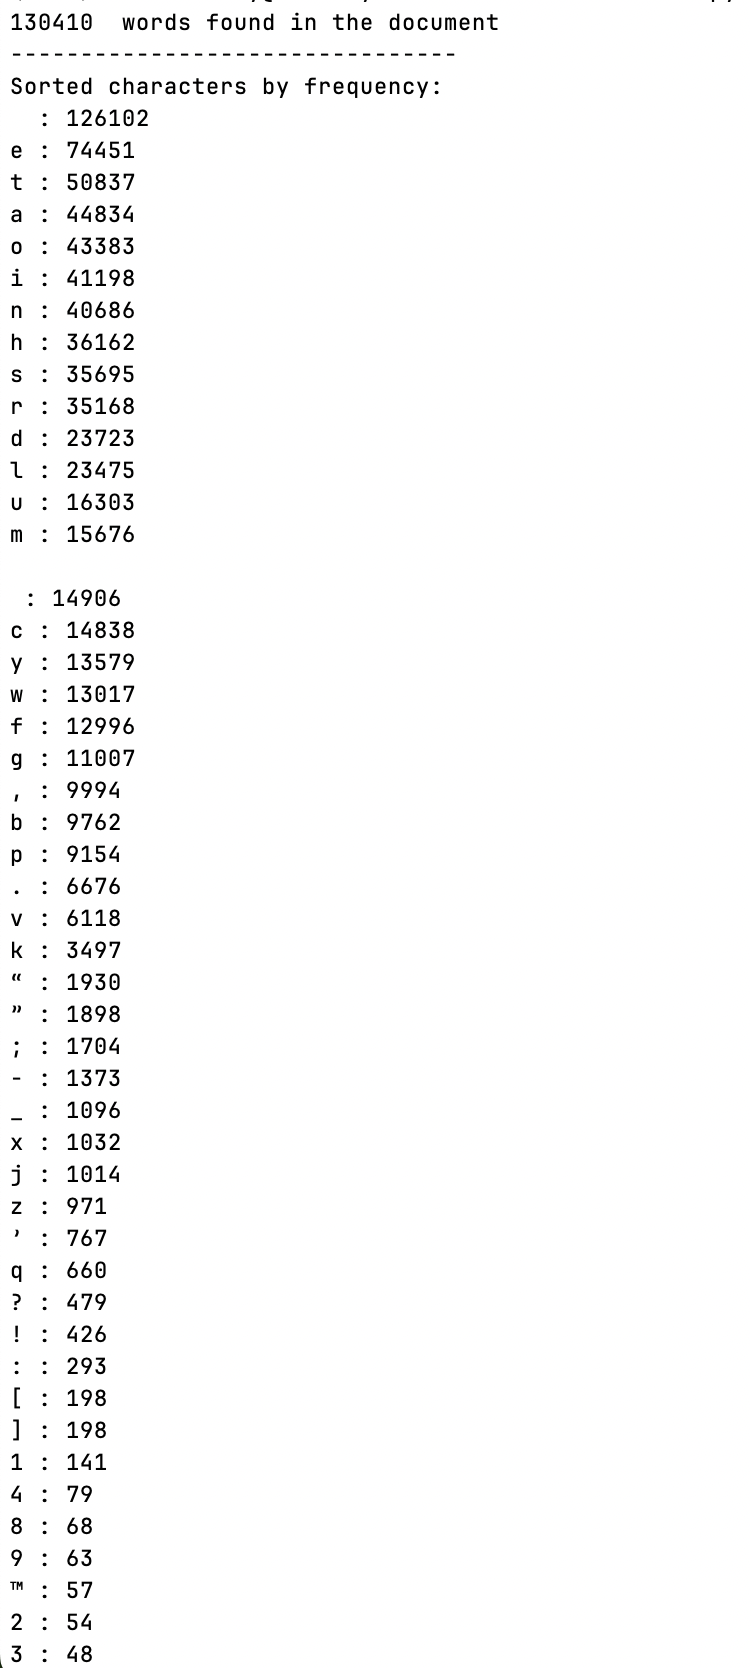 130410  words found in the document
--------------------------------
Sorted characters by frequency:
  : 126102
e : 74451
t : 50837
a : 44834
o : 43383
i : 41198
n : 40686
h : 36162
s : 35695
r : 35168
d : 23723
l : 23475
u : 16303
m : 15676

 : 14906
c : 14838
y : 13579
w : 13017
f : 12996
g : 11007
, : 9994
b : 9762
p : 9154
. : 6676
v : 6118
k : 3497
“ : 1930
” : 1898
; : 1704
- : 1373
_ : 1096
x : 1032
j : 1014
z : 971
’ : 767
q : 660
? : 479
! : 426
: : 293
[ : 198
] : 198
1 : 141
4 : 79
8 : 68
9 : 63
™ : 57
2 : 54
3 : 48